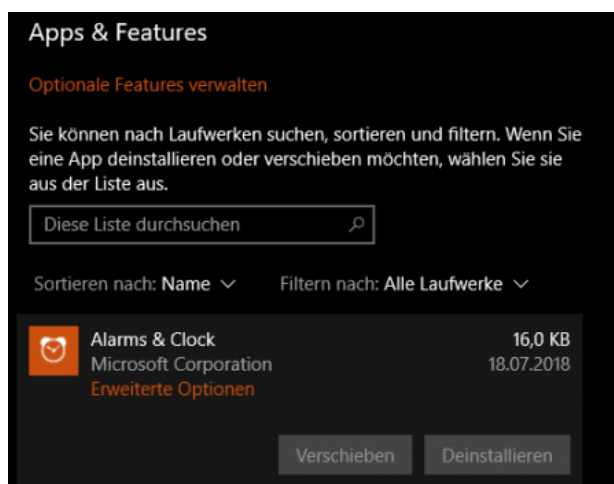 Apps & Features
Optionale Features verwalten
Sie können nach Laufwerken suchen, sortieren und filtern. Wenn Sie
eine App deinstallieren oder verschieben möchten, wählen Sie sie
aus der Liste aus.
Diese Liste durchsuchen
Sortieren nach: Name Filtern nach: Alle Laufwerke
Alarms & Clock 16,0 KB
Microsoft Corporation 18.07.2018
Erweiterte Optionen
Verschieben Deinstallieren